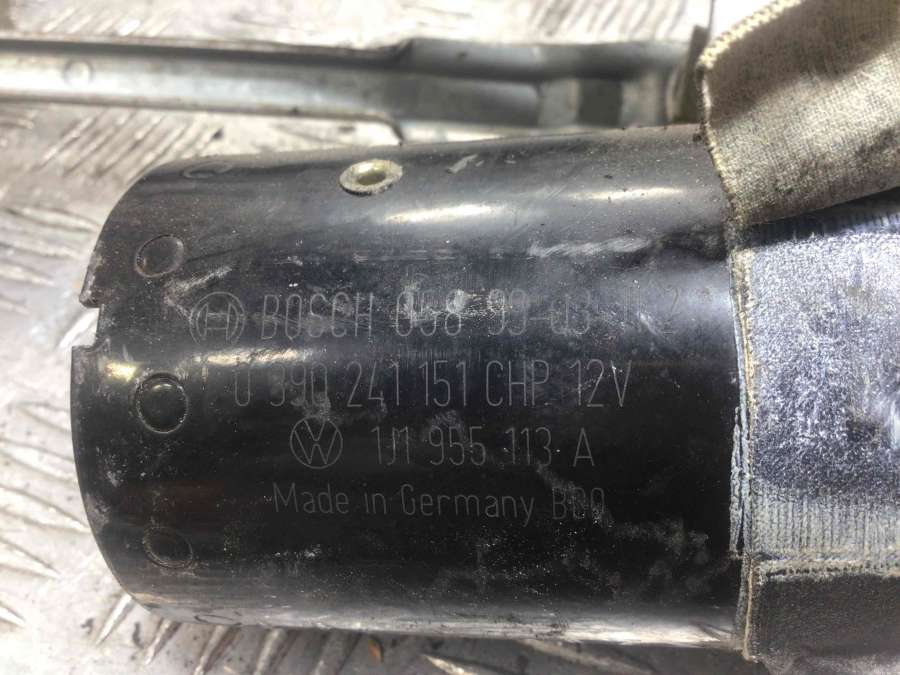 BOSCH
0 390 241 151 CHP 12V
1J1 955 113 A
Made in Germany